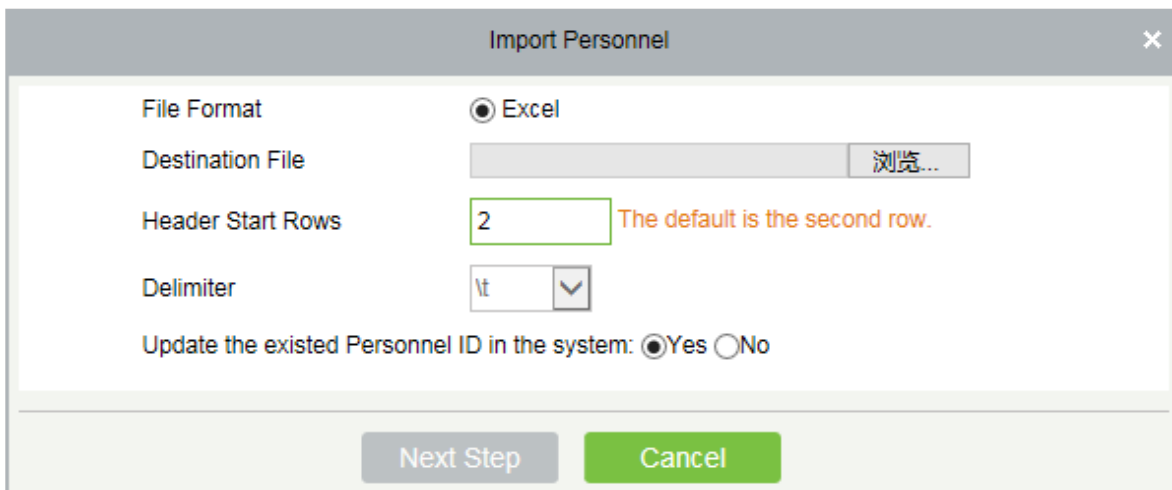 Import Personnel ×
File Format Excel
Destination File 浏览...
Header Start Rows 2 The default is the second row.
Delimiter \t
Update the existed Personnel ID in the system: Yes No
Next Step Cancel